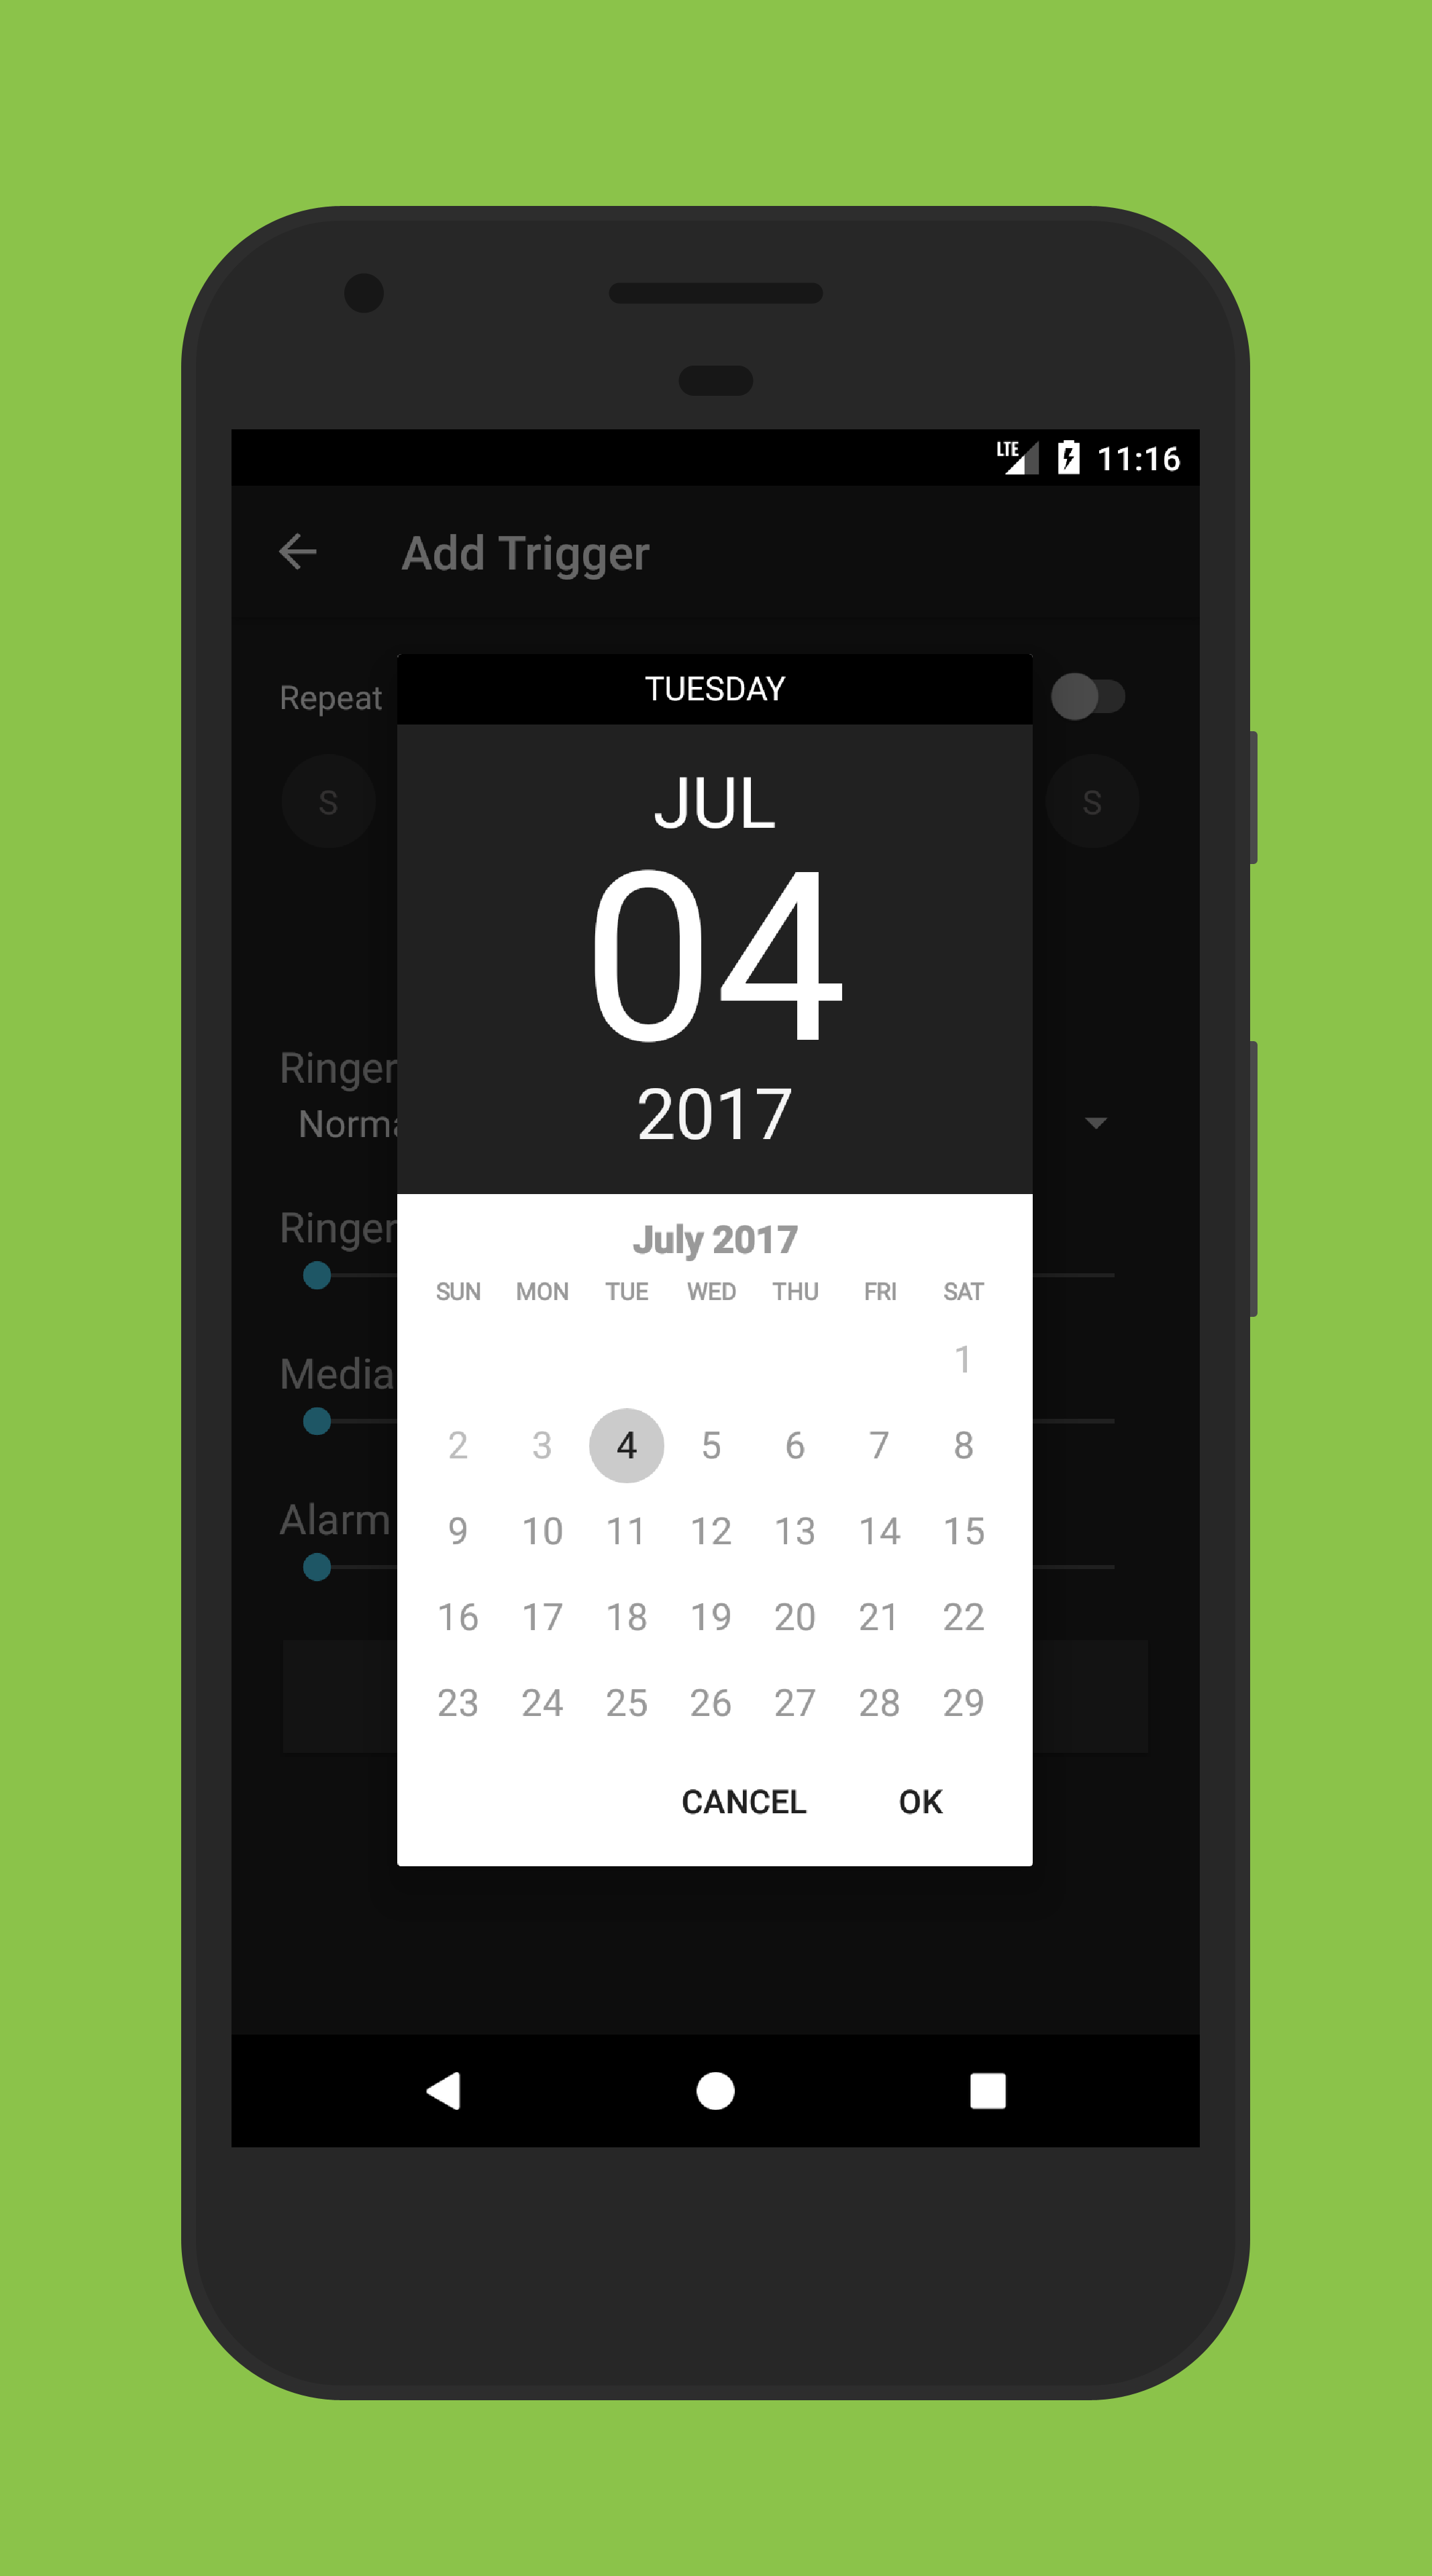 LTE 11:16
Add Trigger
Repeat
TUESDAY
S
S
JUL
04
2017
Ringer
Ringer
Media
Alarm
July 2017
SUN MON TUE WED THU FRI SAT
1
2 3 4 5 6 7 8
9 10 11 12 13 14 15
16 17 18 19 20 21 22
23 24 25 26 27 28 29
CANCEL OK